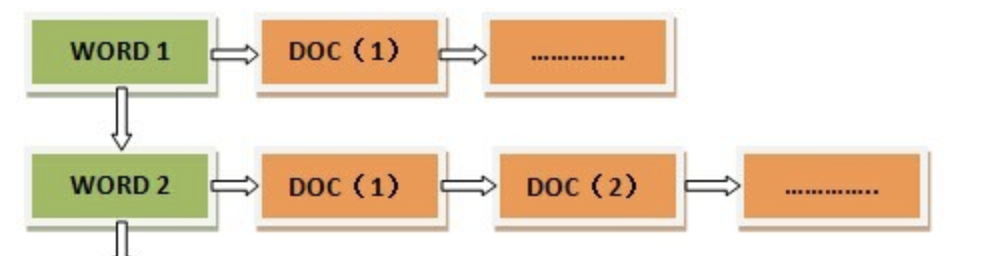 WORD 1 DOC（1） …………..
WORD 2 DOC（1） DOC（2） …………..